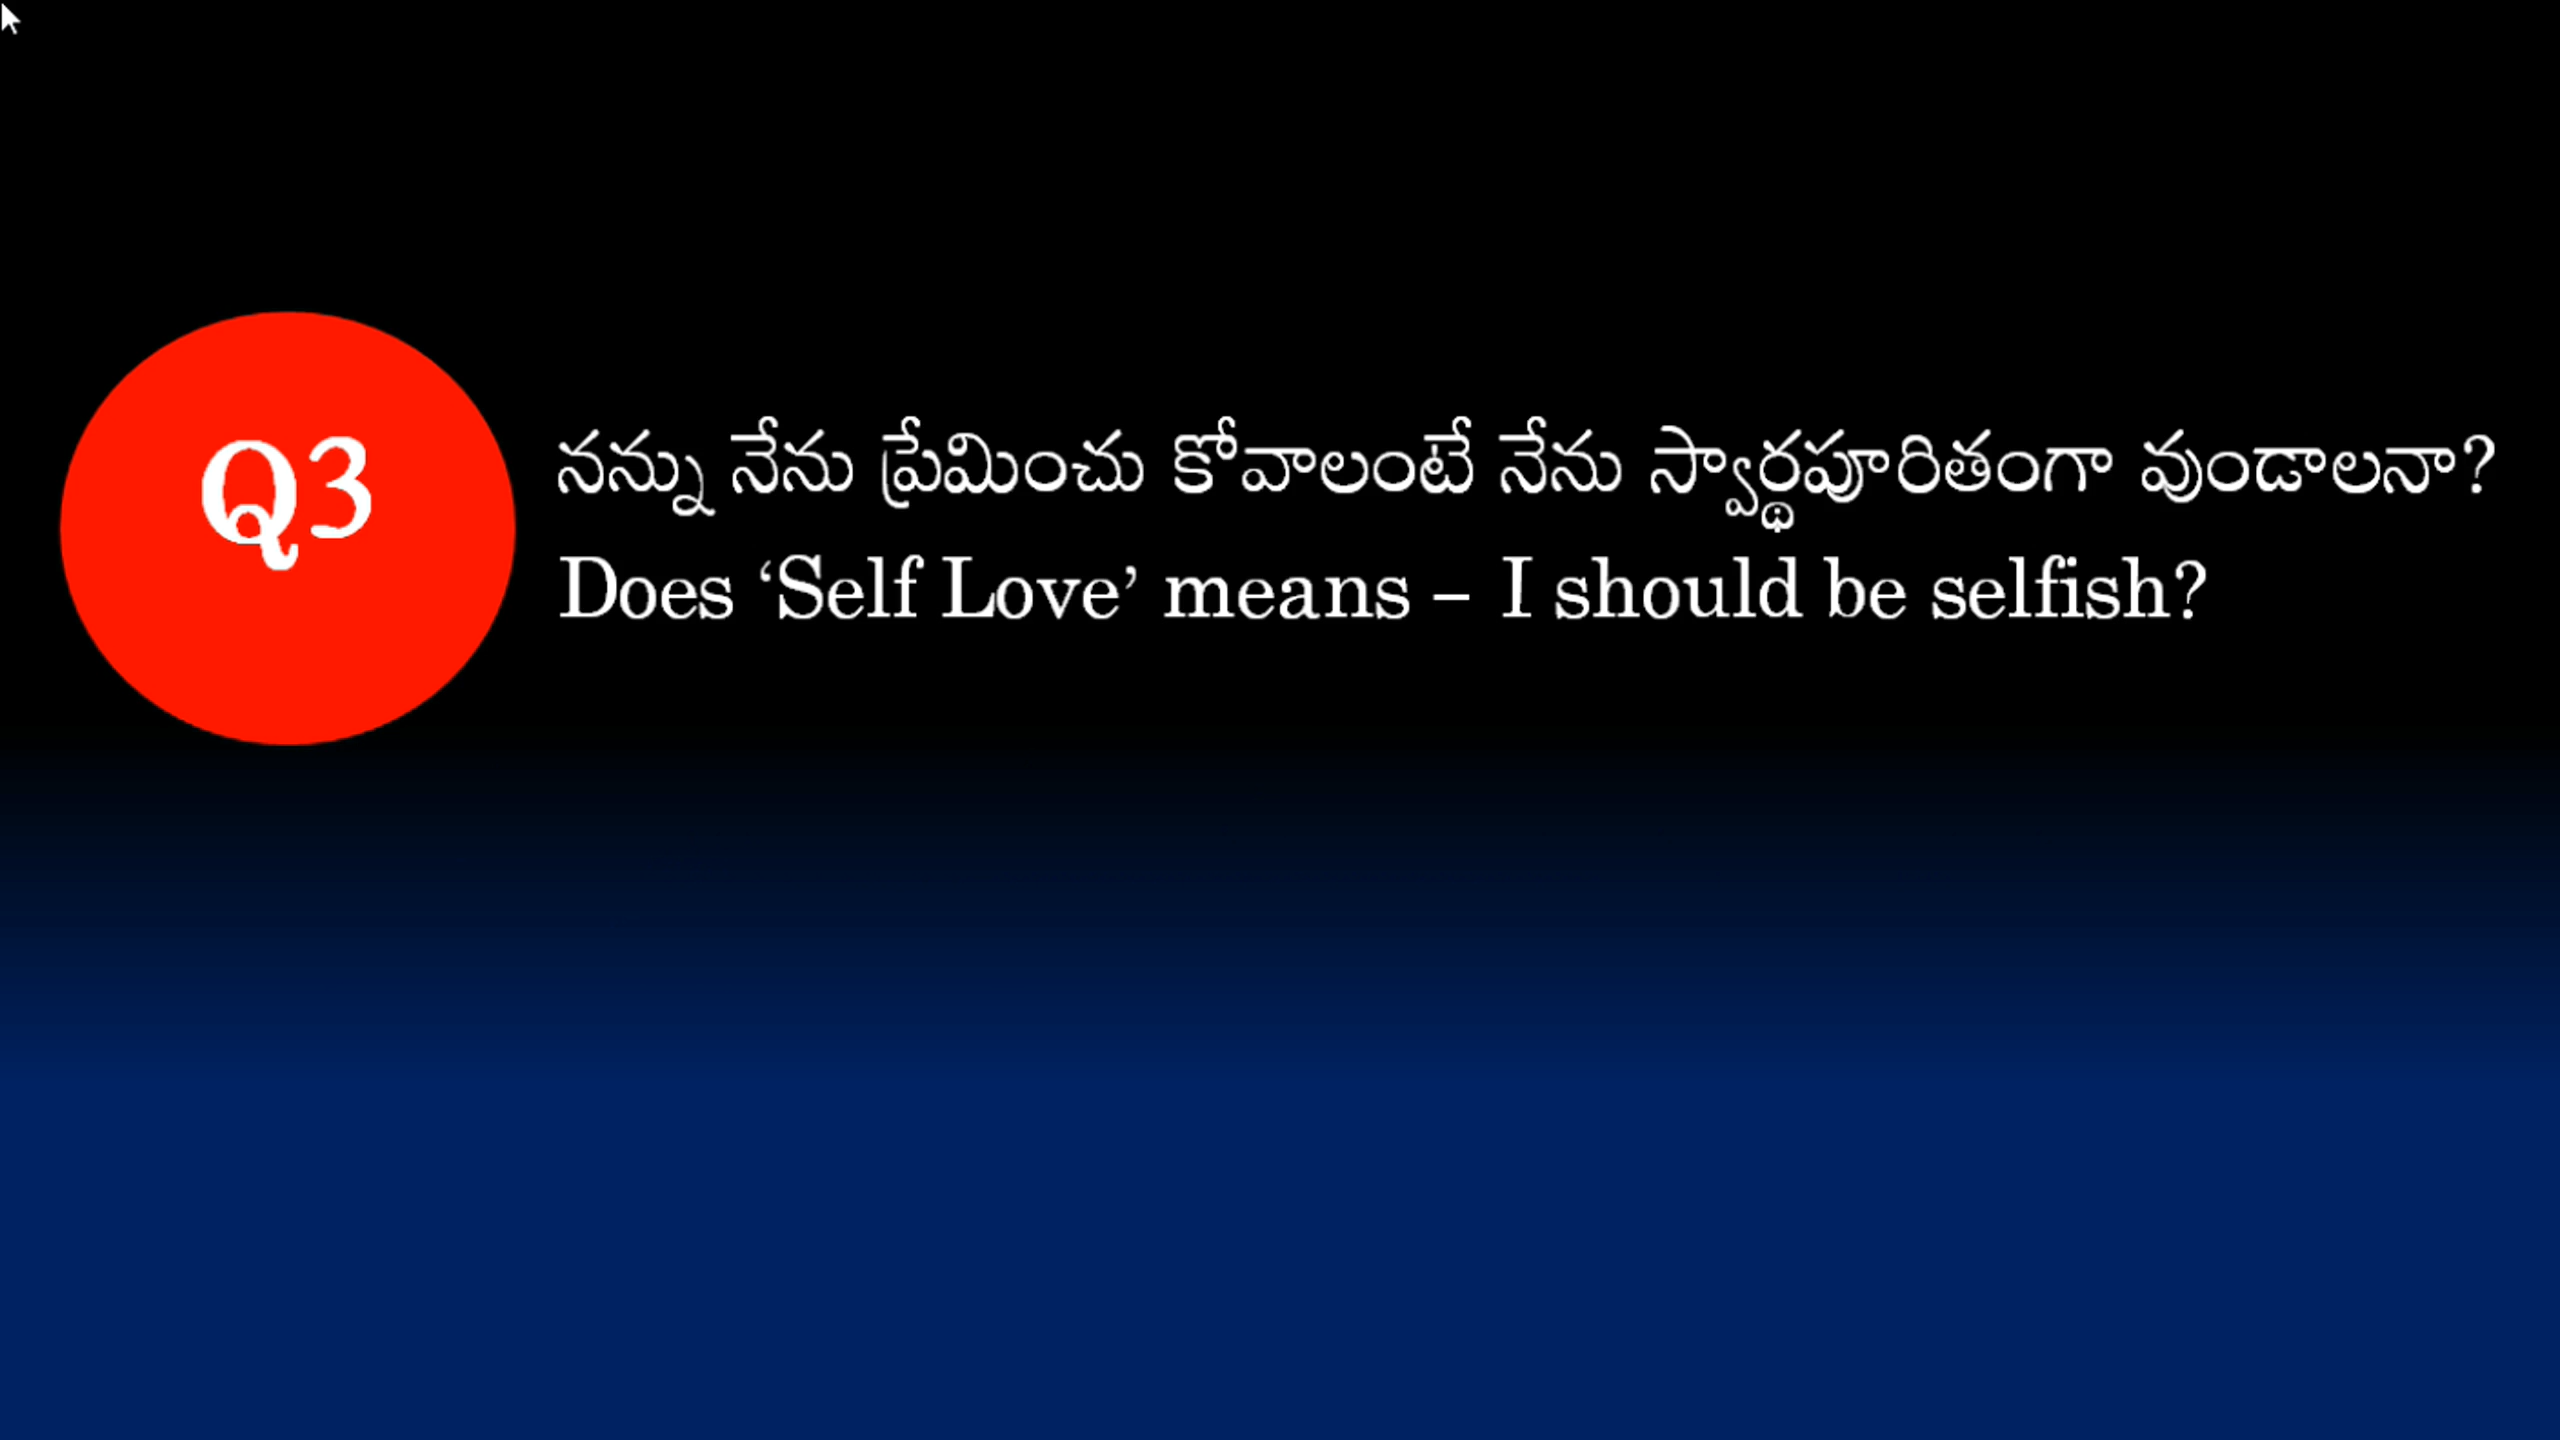 Q3
నన్ను నేను ప్రేమించు కోవాలంటే నేను స్వార్థపూరితంగా వుండాలనా?
Does ‘Self Love’ means – I should be selfish?